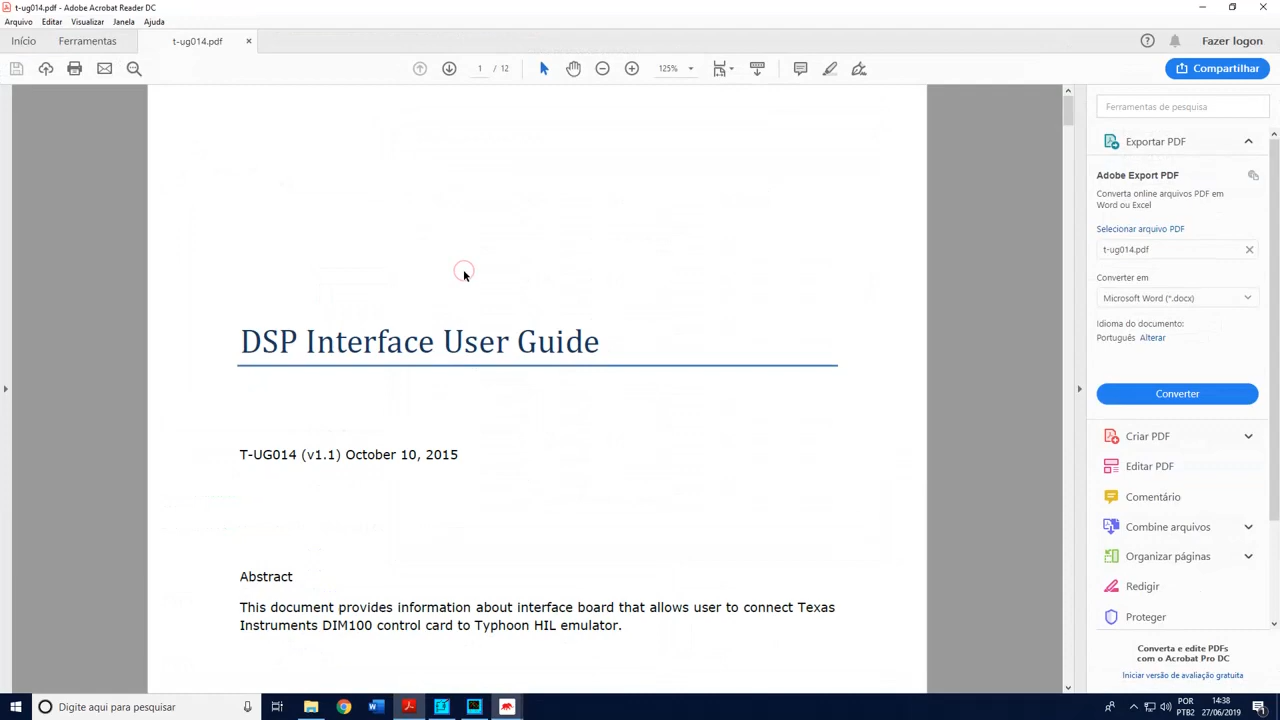 t-ug014.pdf - Adobe Acrobat Reader DC
Arquivo Editar Visualizar Janela Ajuda
Início Ferramentas t-ug014.pdf Fazer logon
1 / 12 125% Compartilhar
DSP Interface User Guide
T-UG014 (v1.1) October 10, 2015
Abstract
This document provides information about interface board that allows user to connect Texas
Instruments DIM100 control card to Typhoon HIL emulator.
Ferramentas de pesquisa
Exportar PDF
Adobe Export PDF
Converta online arquivos PDF em
Word ou Excel
Selecionar arquivo PDF
t-ug014.pdf
Converter em
Microsoft Word (*.docx)
Idioma do documento:
Português Alterar
Converter
Criar PDF
Editar PDF
Comentário
Combine arquivos
Organizar páginas
Redigir
Proteger
Converta e edite PDFs
com o Acrobat Pro DC
Iniciar versão de avaliação gratuita
Digite aqui para pesquisar
POR
PTB2
14:38
27/06/2019
1